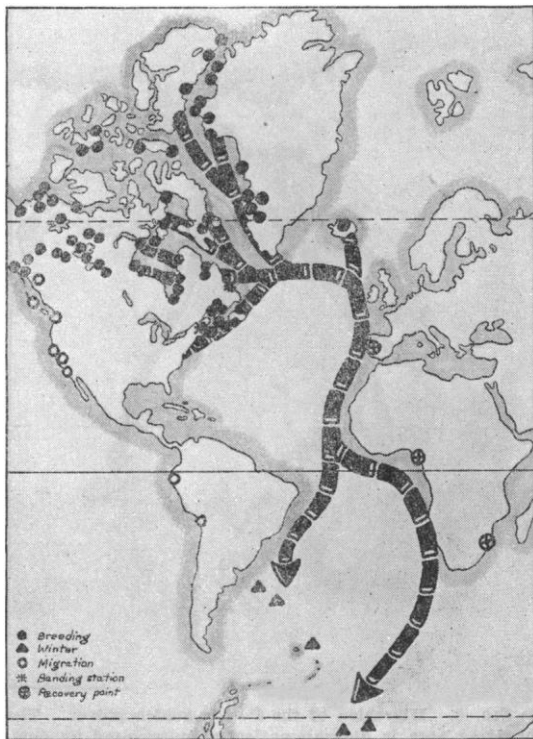 Breeding
Winter
Migration
Banding station
Recovery point